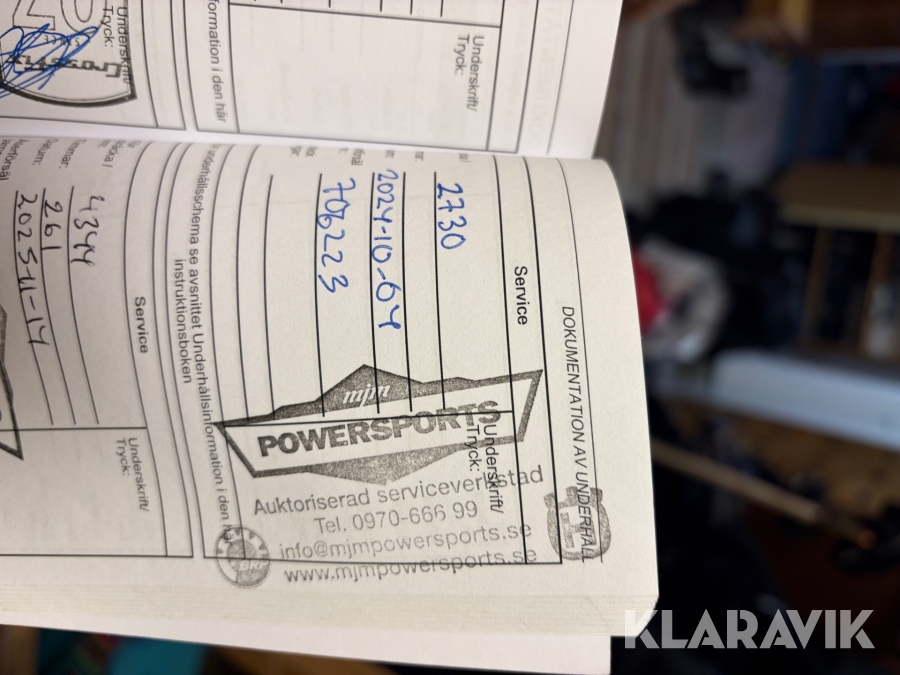 DOKUMENTATION AV UNDERHÅLL
Service
Underskrift/
Tryck:
2730
2024-10-04
706223
mjm
POWERSPORTS
Auktoriserad serviceverkstad
Tel. 0970-666 99
info@mjmpowersports.se
www.mjmpowersports.se
BRP
underhållsschema se avsnittet Underhållsinformation i den här
instruktionsboken
Service
Underskrift/
Tryck:
4344
261
2025-11-14
Underskrift/
Tryck:
formation i den här
Underskrift/
Tryck:
KLARAVIK